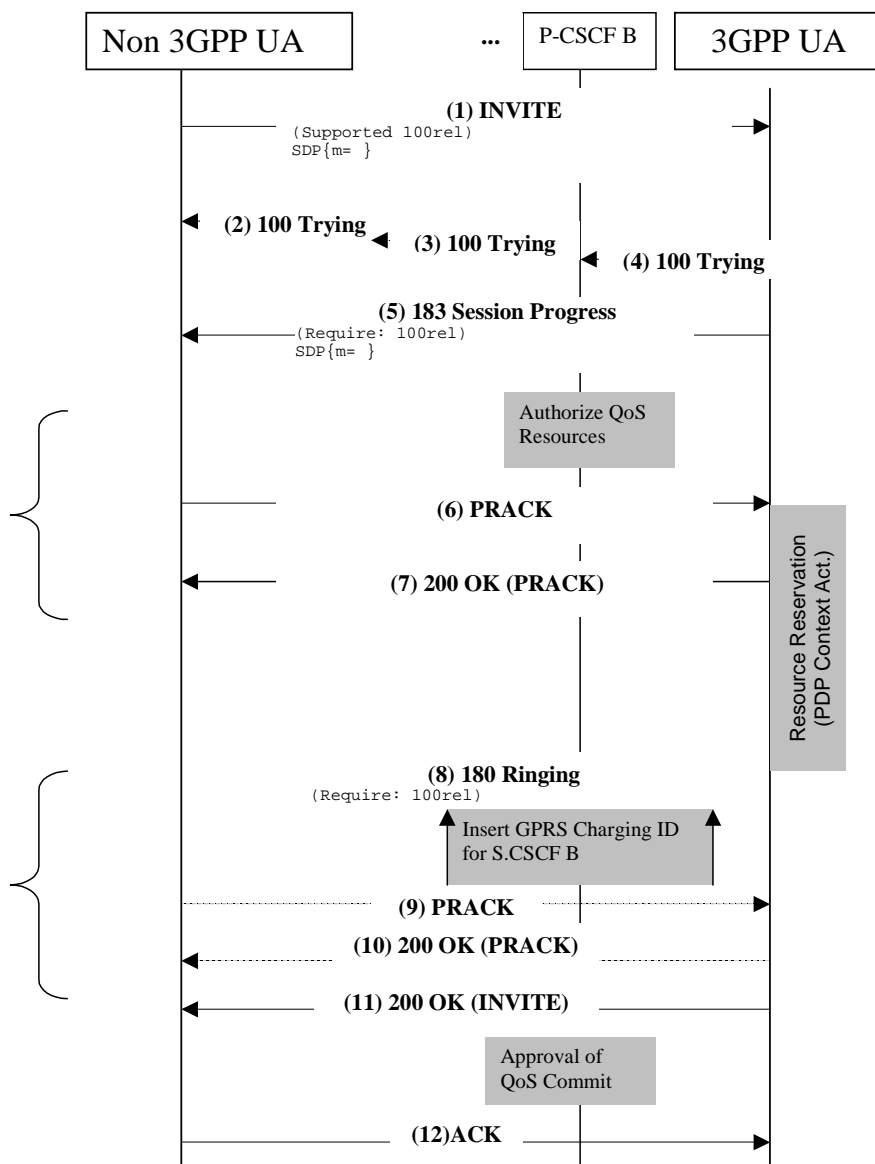 Non 3GPP UA
...
P-CSCF B
3GPP UA
(1) INVITE
(Supported 100rel)
SDP{m= }
(2) 100 Trying
(3) 100 Trying
(4) 100 Trying
(5) 183 Session Progress
(Require: 100rel)
SDP{m= }
Authorize QoS
Resources
(6) PRACK
(7) 200 OK (PRACK)
Resource Reservation
(PDP Context Act.)
(8) 180 Ringing
(Require: 100rel)
Insert GPRS Charging ID
for S.CSCF B
(9) PRACK
(10) 200 OK (PRACK)
(11) 200 OK (INVITE)
Approval of
QoS Commit
(12)ACK